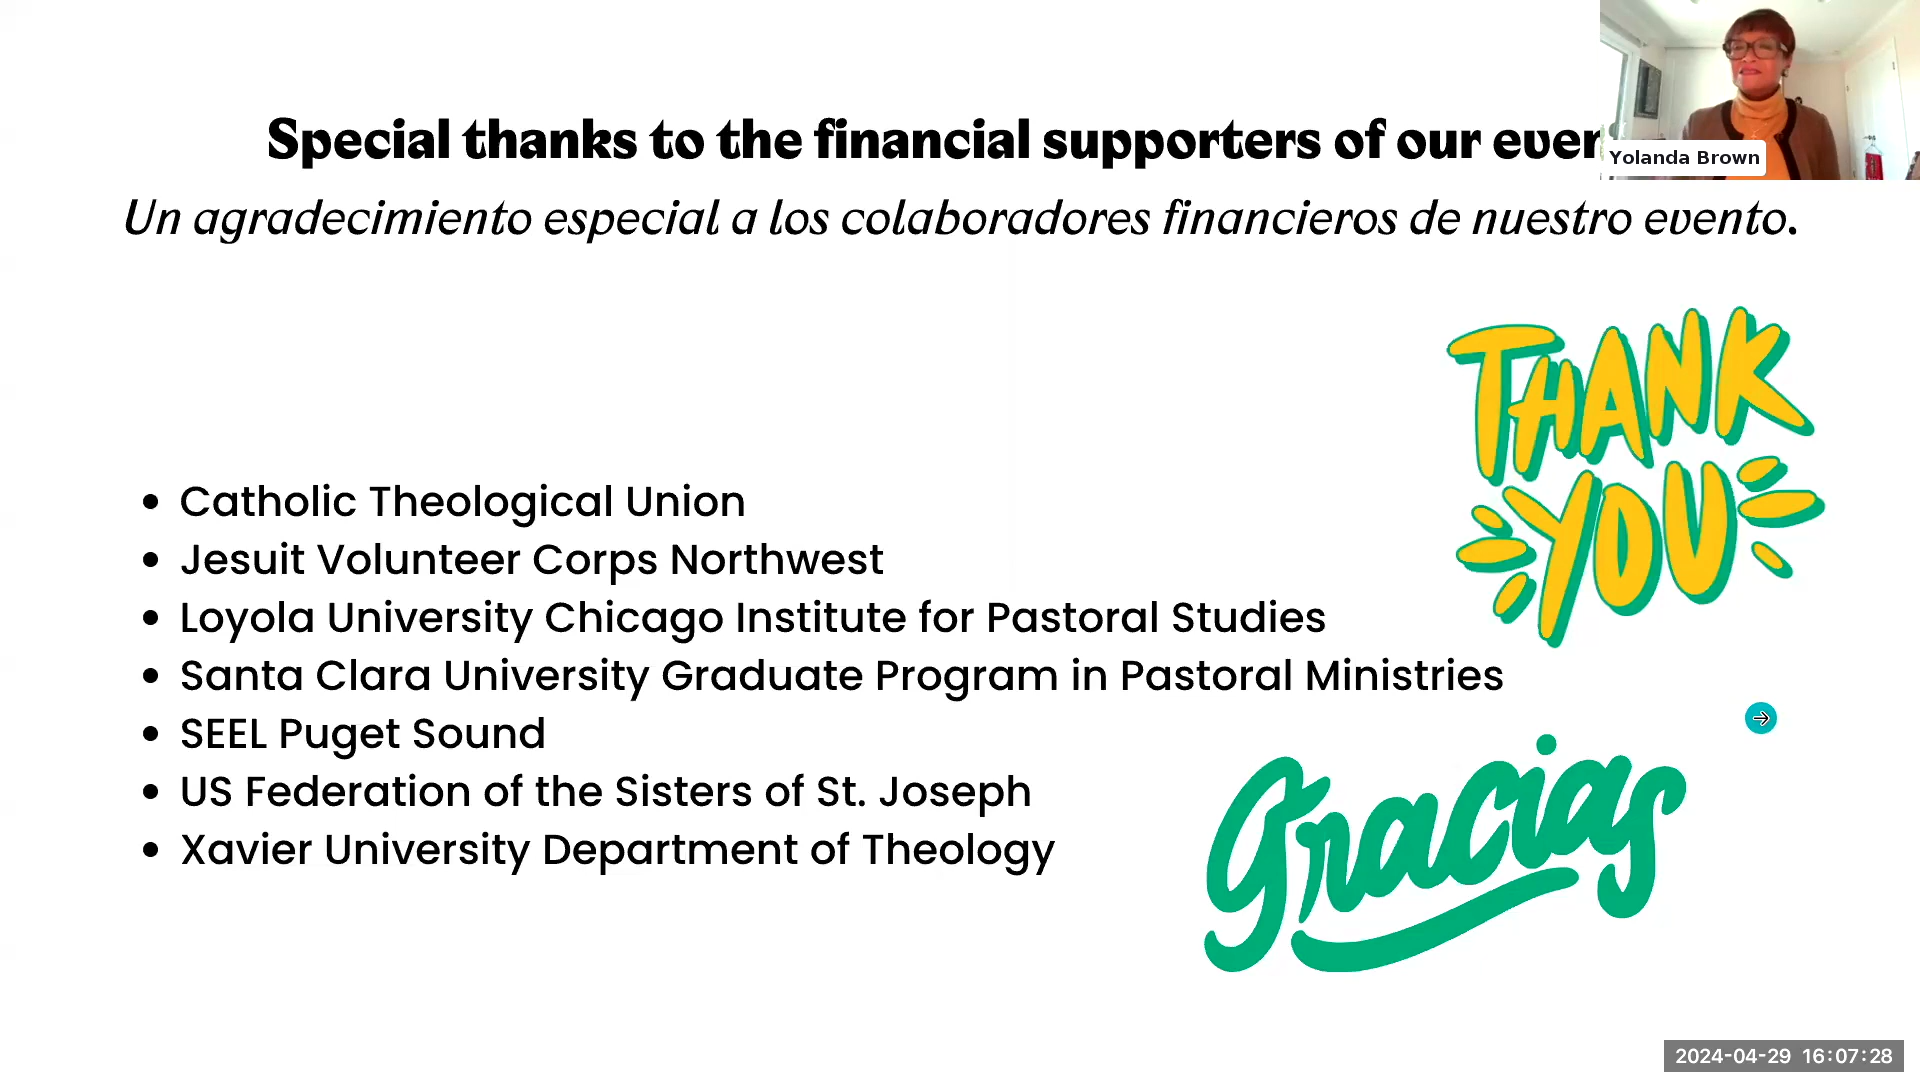 Special thanks to the financial supporters of our
Yolanda Brown
Un agradecimiento especial a los colaboradores financieros de nuestro evento.
THANK
YOU
• Catholic Theological Union
• Jesuit Volunteer Corps Northwest
• Loyola University Chicago Institute for Pastoral Studies
• Santa Clara University Graduate Program in Pastoral Ministries
• SEEL Puget Sound
• US Federation of the Sisters of St. Joseph
• Xavier University Department of Theology
Gracias
2024-04-29 16:07:28